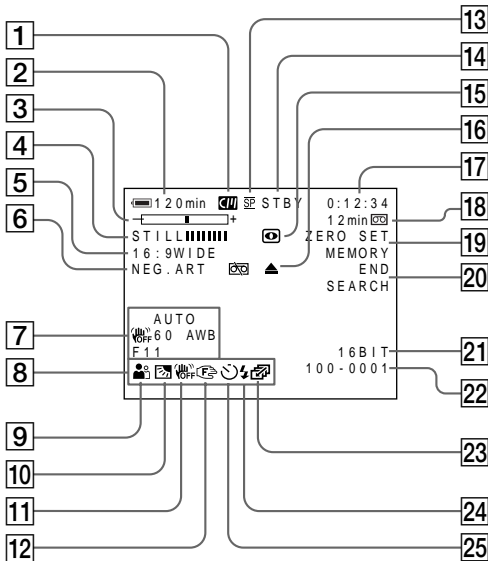 1
2
3
4
5
6
7
8
9
10
11
12
13
14
15
16
17
18
19
20
21
22
23
24
25
120min SP STBY 0:12:34
− + 12min
STILL ZERO SET
16:9WIDE MEMORY
NEG.ART END
SEARCH
AUTO
OFF 60 AWB
F11 16BIT
100-0001
OFF F